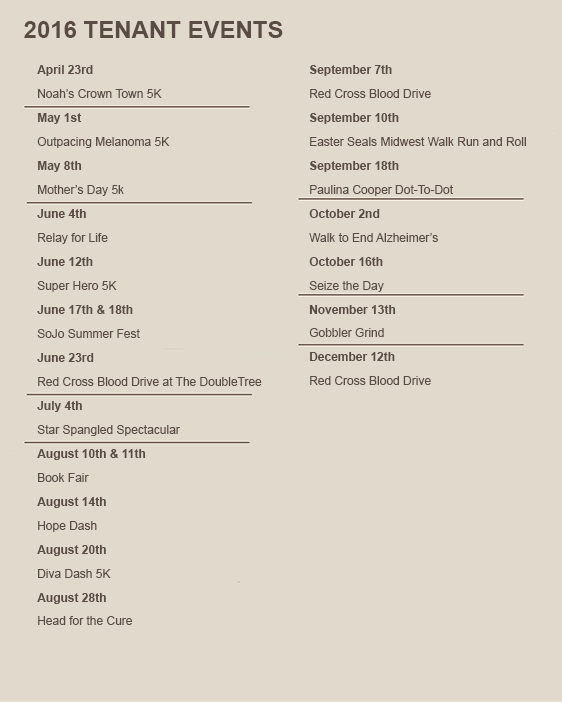 2016 TENANT EVENTS
April 23rd
Noah's Crown Town 5K
May 1st
Outpacing Melanoma 5K
May 8th
Mother's Day 5k
June 4th
Relay for Life
June 12th
Super Hero 5K
June 17th & 18th
SoJo Summer Fest
June 23rd
Red Cross Blood Drive at The DoubleTree
July 4th
Star Spangled Spectacular
August 10th & 11th
Book Fair
August 14th
Hope Dash
August 20th
Diva Dash 5K
August 28th
Head for the Cure
September 7th
Red Cross Blood Drive
September 10th
Easter Seals Midwest Walk Run and Roll
September 18th
Paulina Cooper Dot-To-Dot
October 2nd
Walk to End Alzheimer's
October 16th
Seize the Day
November 13th
Gobbler Grind
December 12th
Red Cross Blood Drive